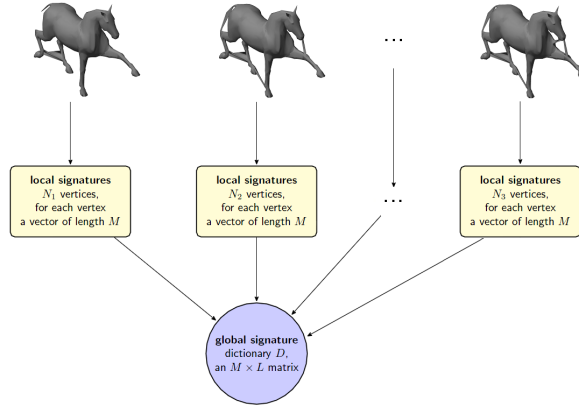 ...
local signatures
N₁ vertices,
for each vertex
a vector of length M
local signatures
N₂ vertices,
for each vertex
a vector of length M
...
local signatures
N₃ vertices,
for each vertex
a vector of length M
global signature
dictionary D,
an M × L matrix